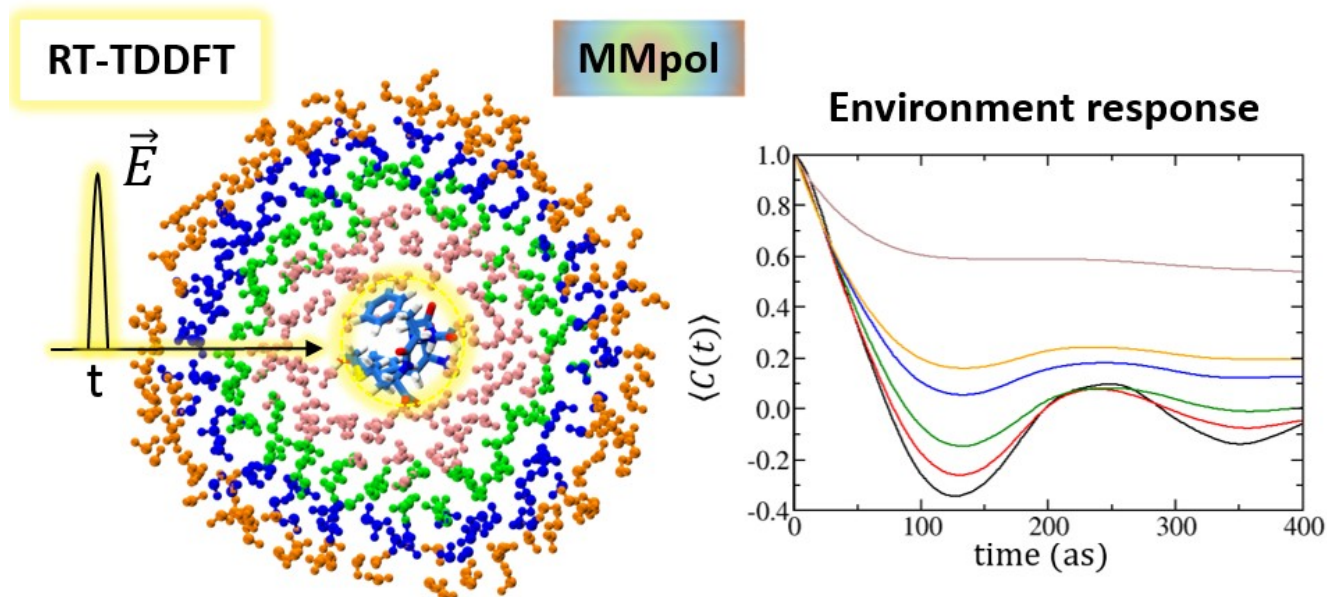 RT-TDDFT
MMpol
Environment response
E⃗
t
1.0
0.8
0.6
0.4
0.2
0.0
-0.2
-0.4
⟨C(t)⟩
0 100 200 300 400
time (as)